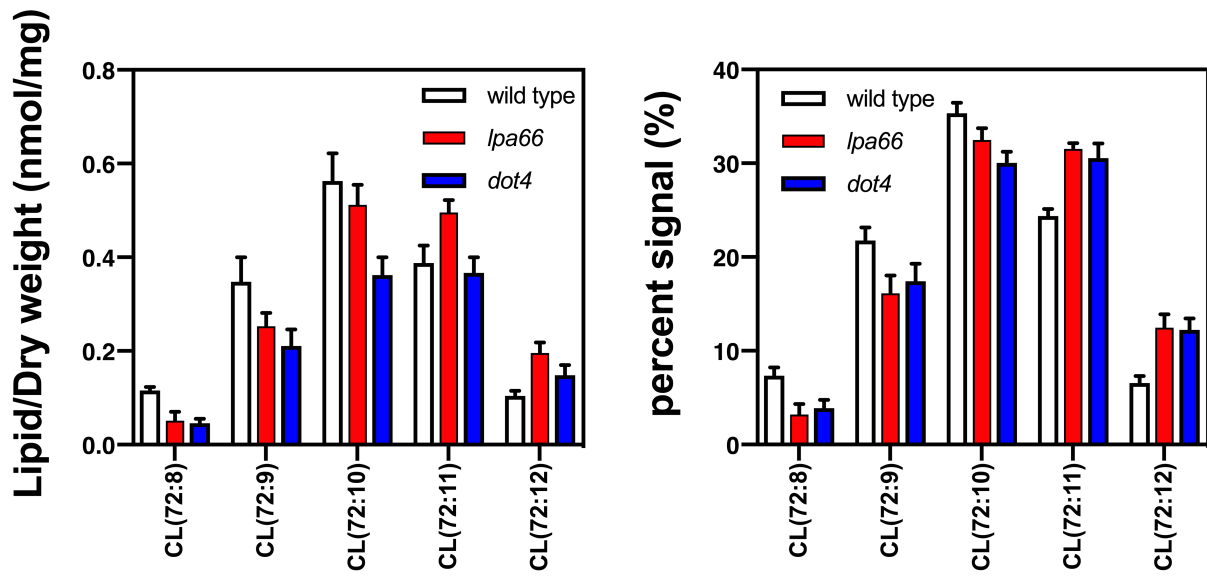 Lipid/Dry weight (nmol/mg)
0.8
0.6
0.4
0.2
0.0
wild type
lpa66
dot4
CL(72:8)
CL(72:9)
CL(72:10)
CL(72:11)
CL(72:12)
percent signal (%)
40
30
20
10
0
wild type
lpa66
dot4
CL(72:8)
CL(72:9)
CL(72:10)
CL(72:11)
CL(72:12)